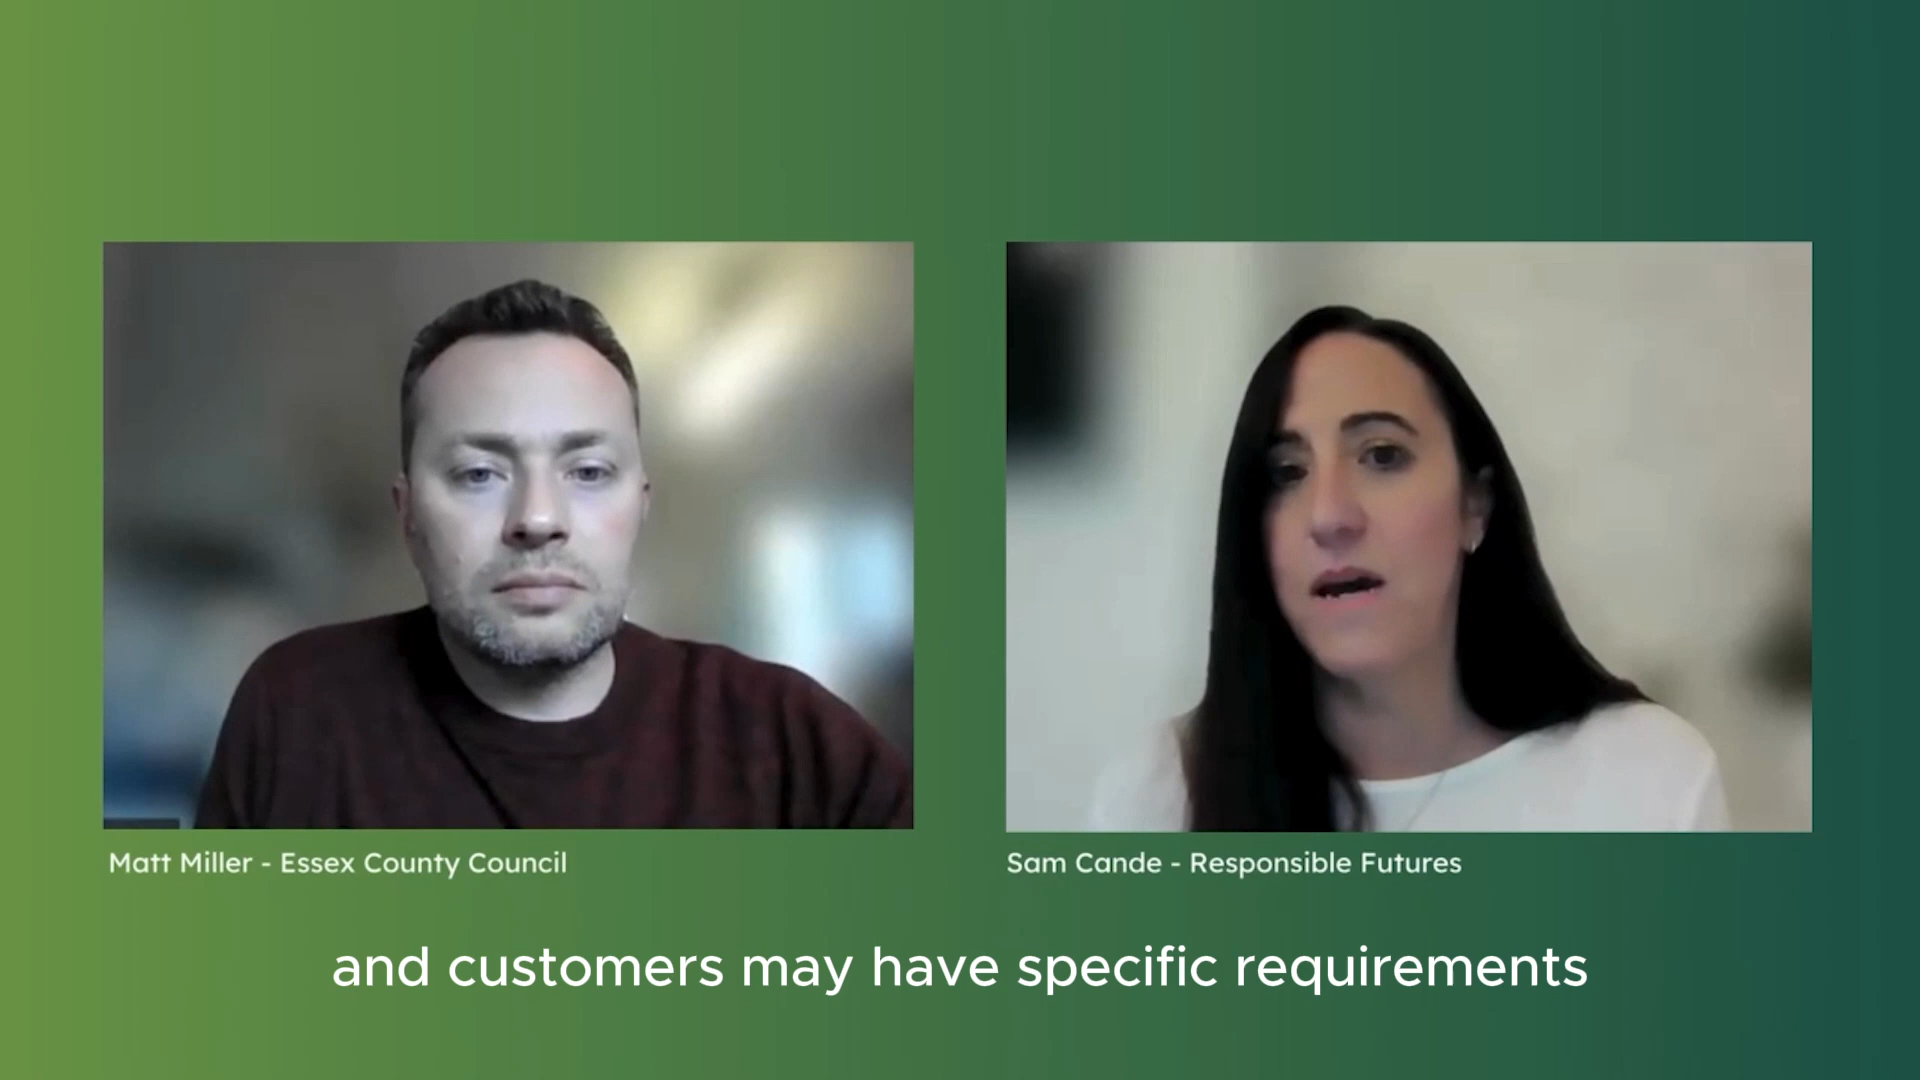 Matt Miller - Essex County Council
Sam Cande - Responsible Futures
and customers may have specific requirements